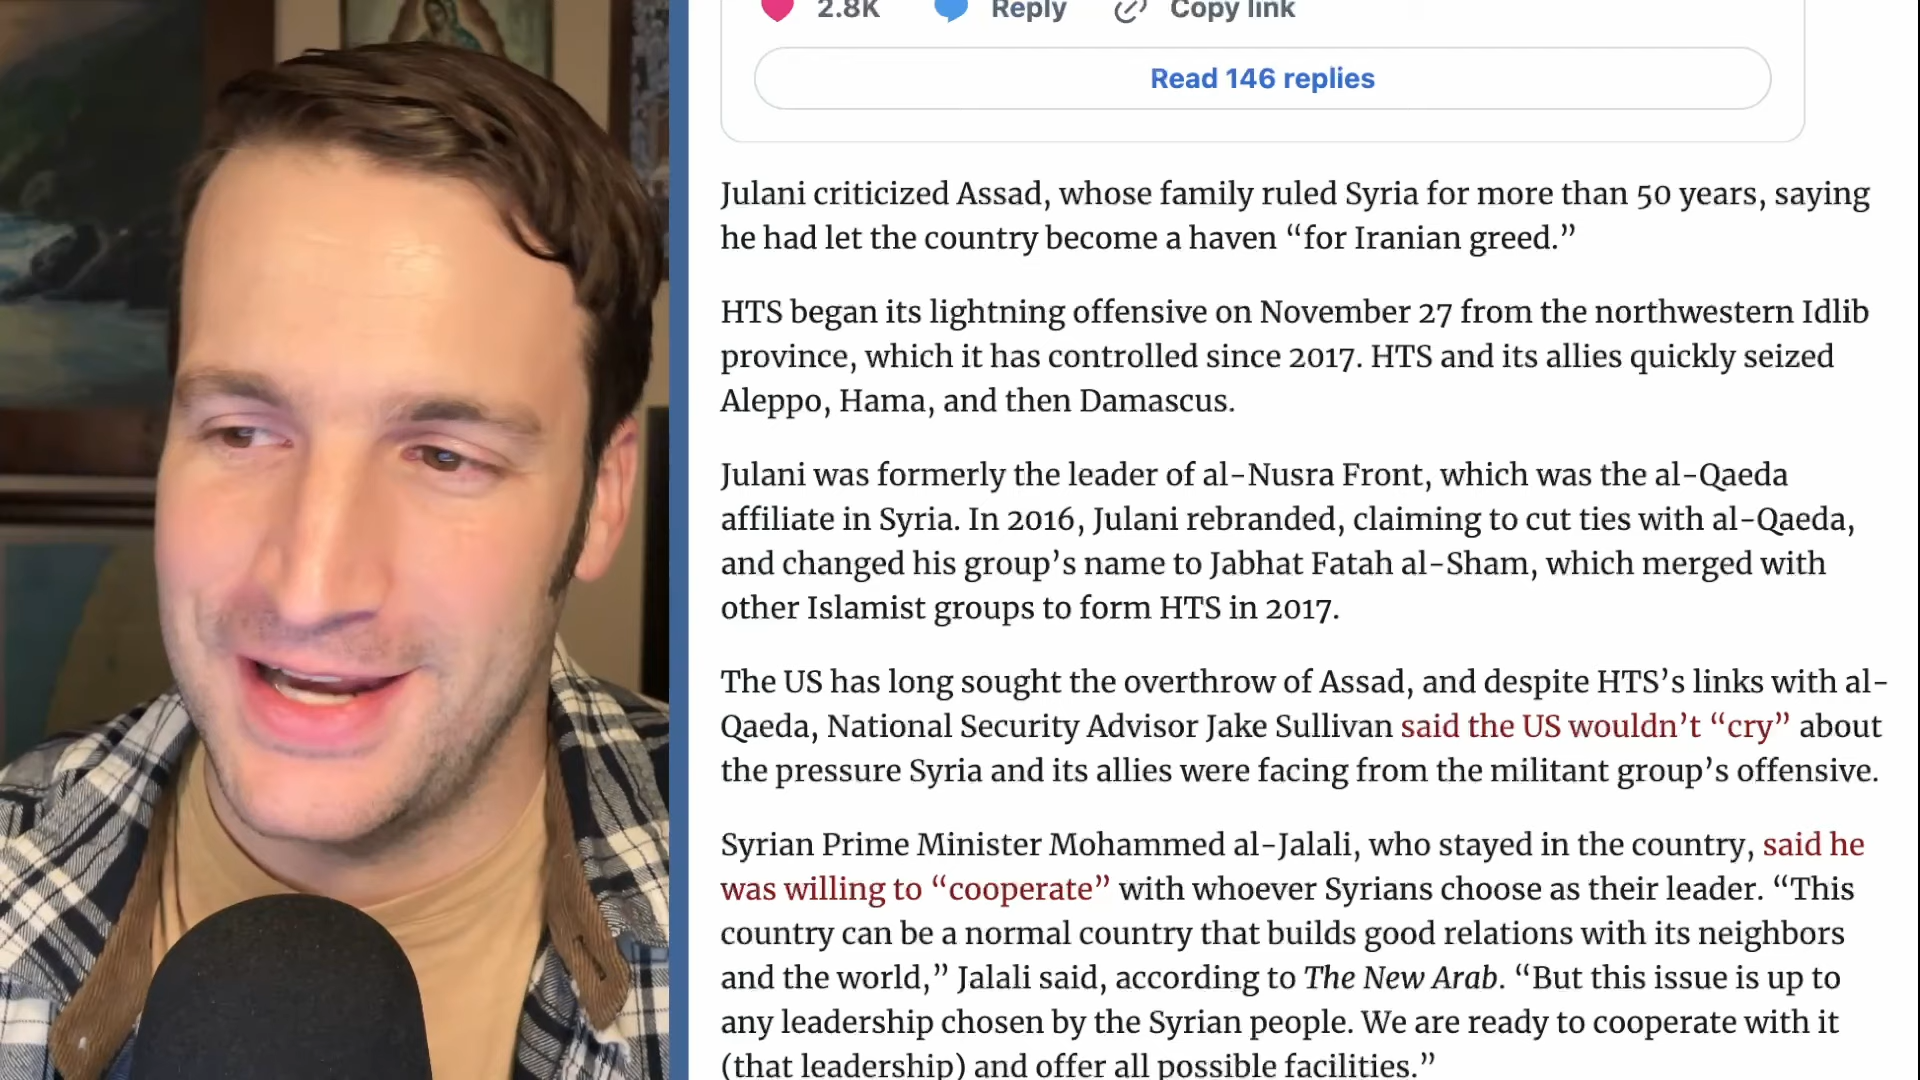 2.8K Reply Copy link
Read 146 replies
Julani criticized Assad, whose family ruled Syria for more than 50 years, saying
he had let the country become a haven “for Iranian greed.”
HTS began its lightning offensive on November 27 from the northwestern Idlib
province, which it has controlled since 2017. HTS and its allies quickly seized
Aleppo, Hama, and then Damascus.
Julani was formerly the leader of al-Nusra Front, which was the al-Qaeda
affiliate in Syria. In 2016, Julani rebranded, claiming to cut ties with al-Qaeda,
and changed his group’s name to Jabhat Fatah al-Sham, which merged with
other Islamist groups to form HTS in 2017.
The US has long sought the overthrow of Assad, and despite HTS’s links with al-
Qaeda, National Security Advisor Jake Sullivan said the US wouldn’t “cry” about
the pressure Syria and its allies were facing from the militant group’s offensive.
Syrian Prime Minister Mohammed al-Jalali, who stayed in the country, said he
was willing to “cooperate” with whoever Syrians choose as their leader. “This
country can be a normal country that builds good relations with its neighbors
and the world,” Jalali said, according to The New Arab. “But this issue is up to
any leadership chosen by the Syrian people. We are ready to cooperate with it
(that leadership) and offer all possible facilities.”